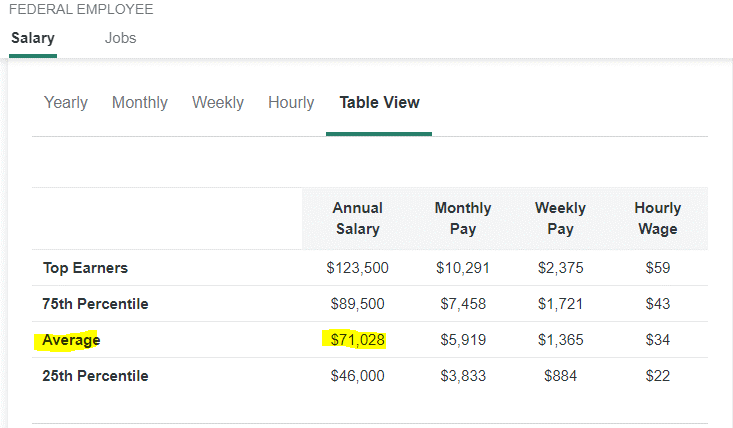 FEDERAL EMPLOYEE
Salary Jobs
Yearly Monthly Weekly Hourly Table View
Annual Monthly Weekly Hourly
Salary Pay Pay Wage
Top Earners $123,500 $10,291 $2,375 $59
75th Percentile $89,500 $7,458 $1,721 $43
Average $71,028 $5,919 $1,365 $34
25th Percentile $46,000 $3,833 $884 $22